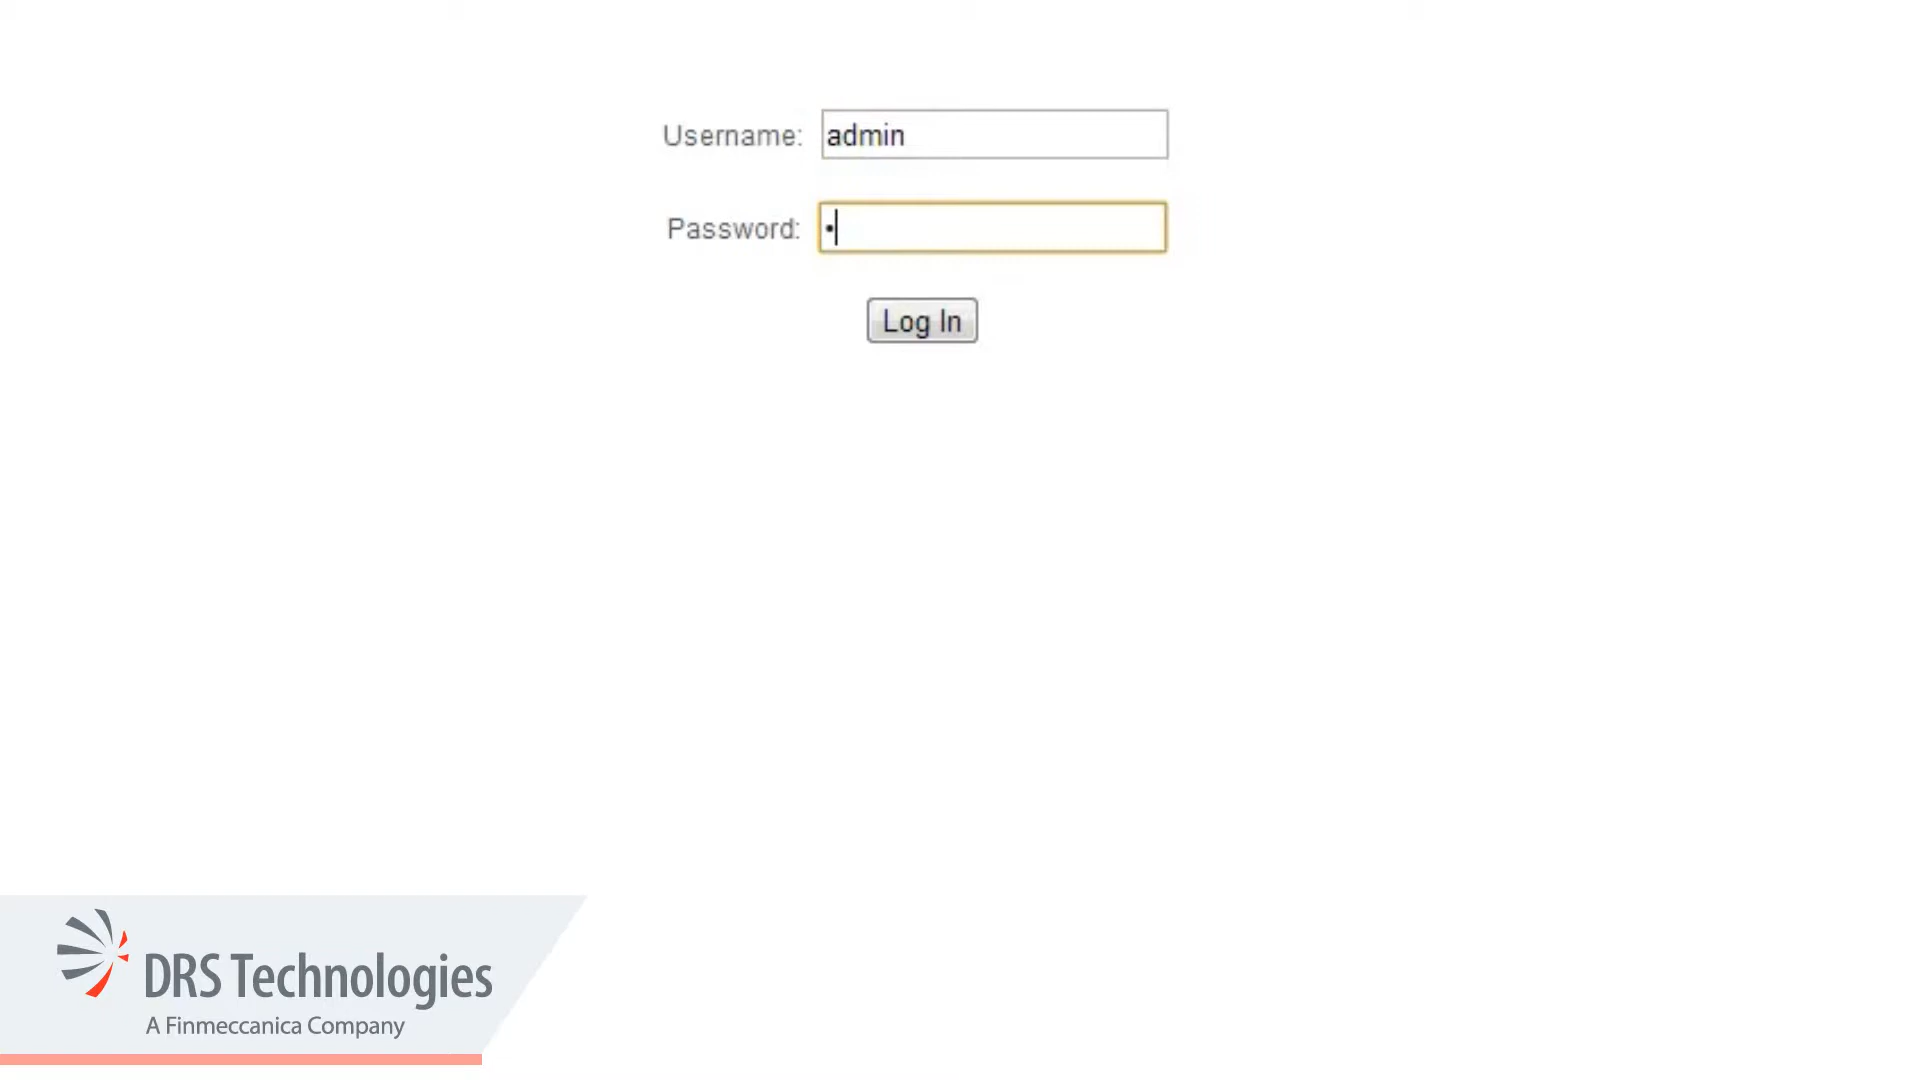 Username: admin
Password: •
Log In
DRS Technologies
A Finmeccanica Company